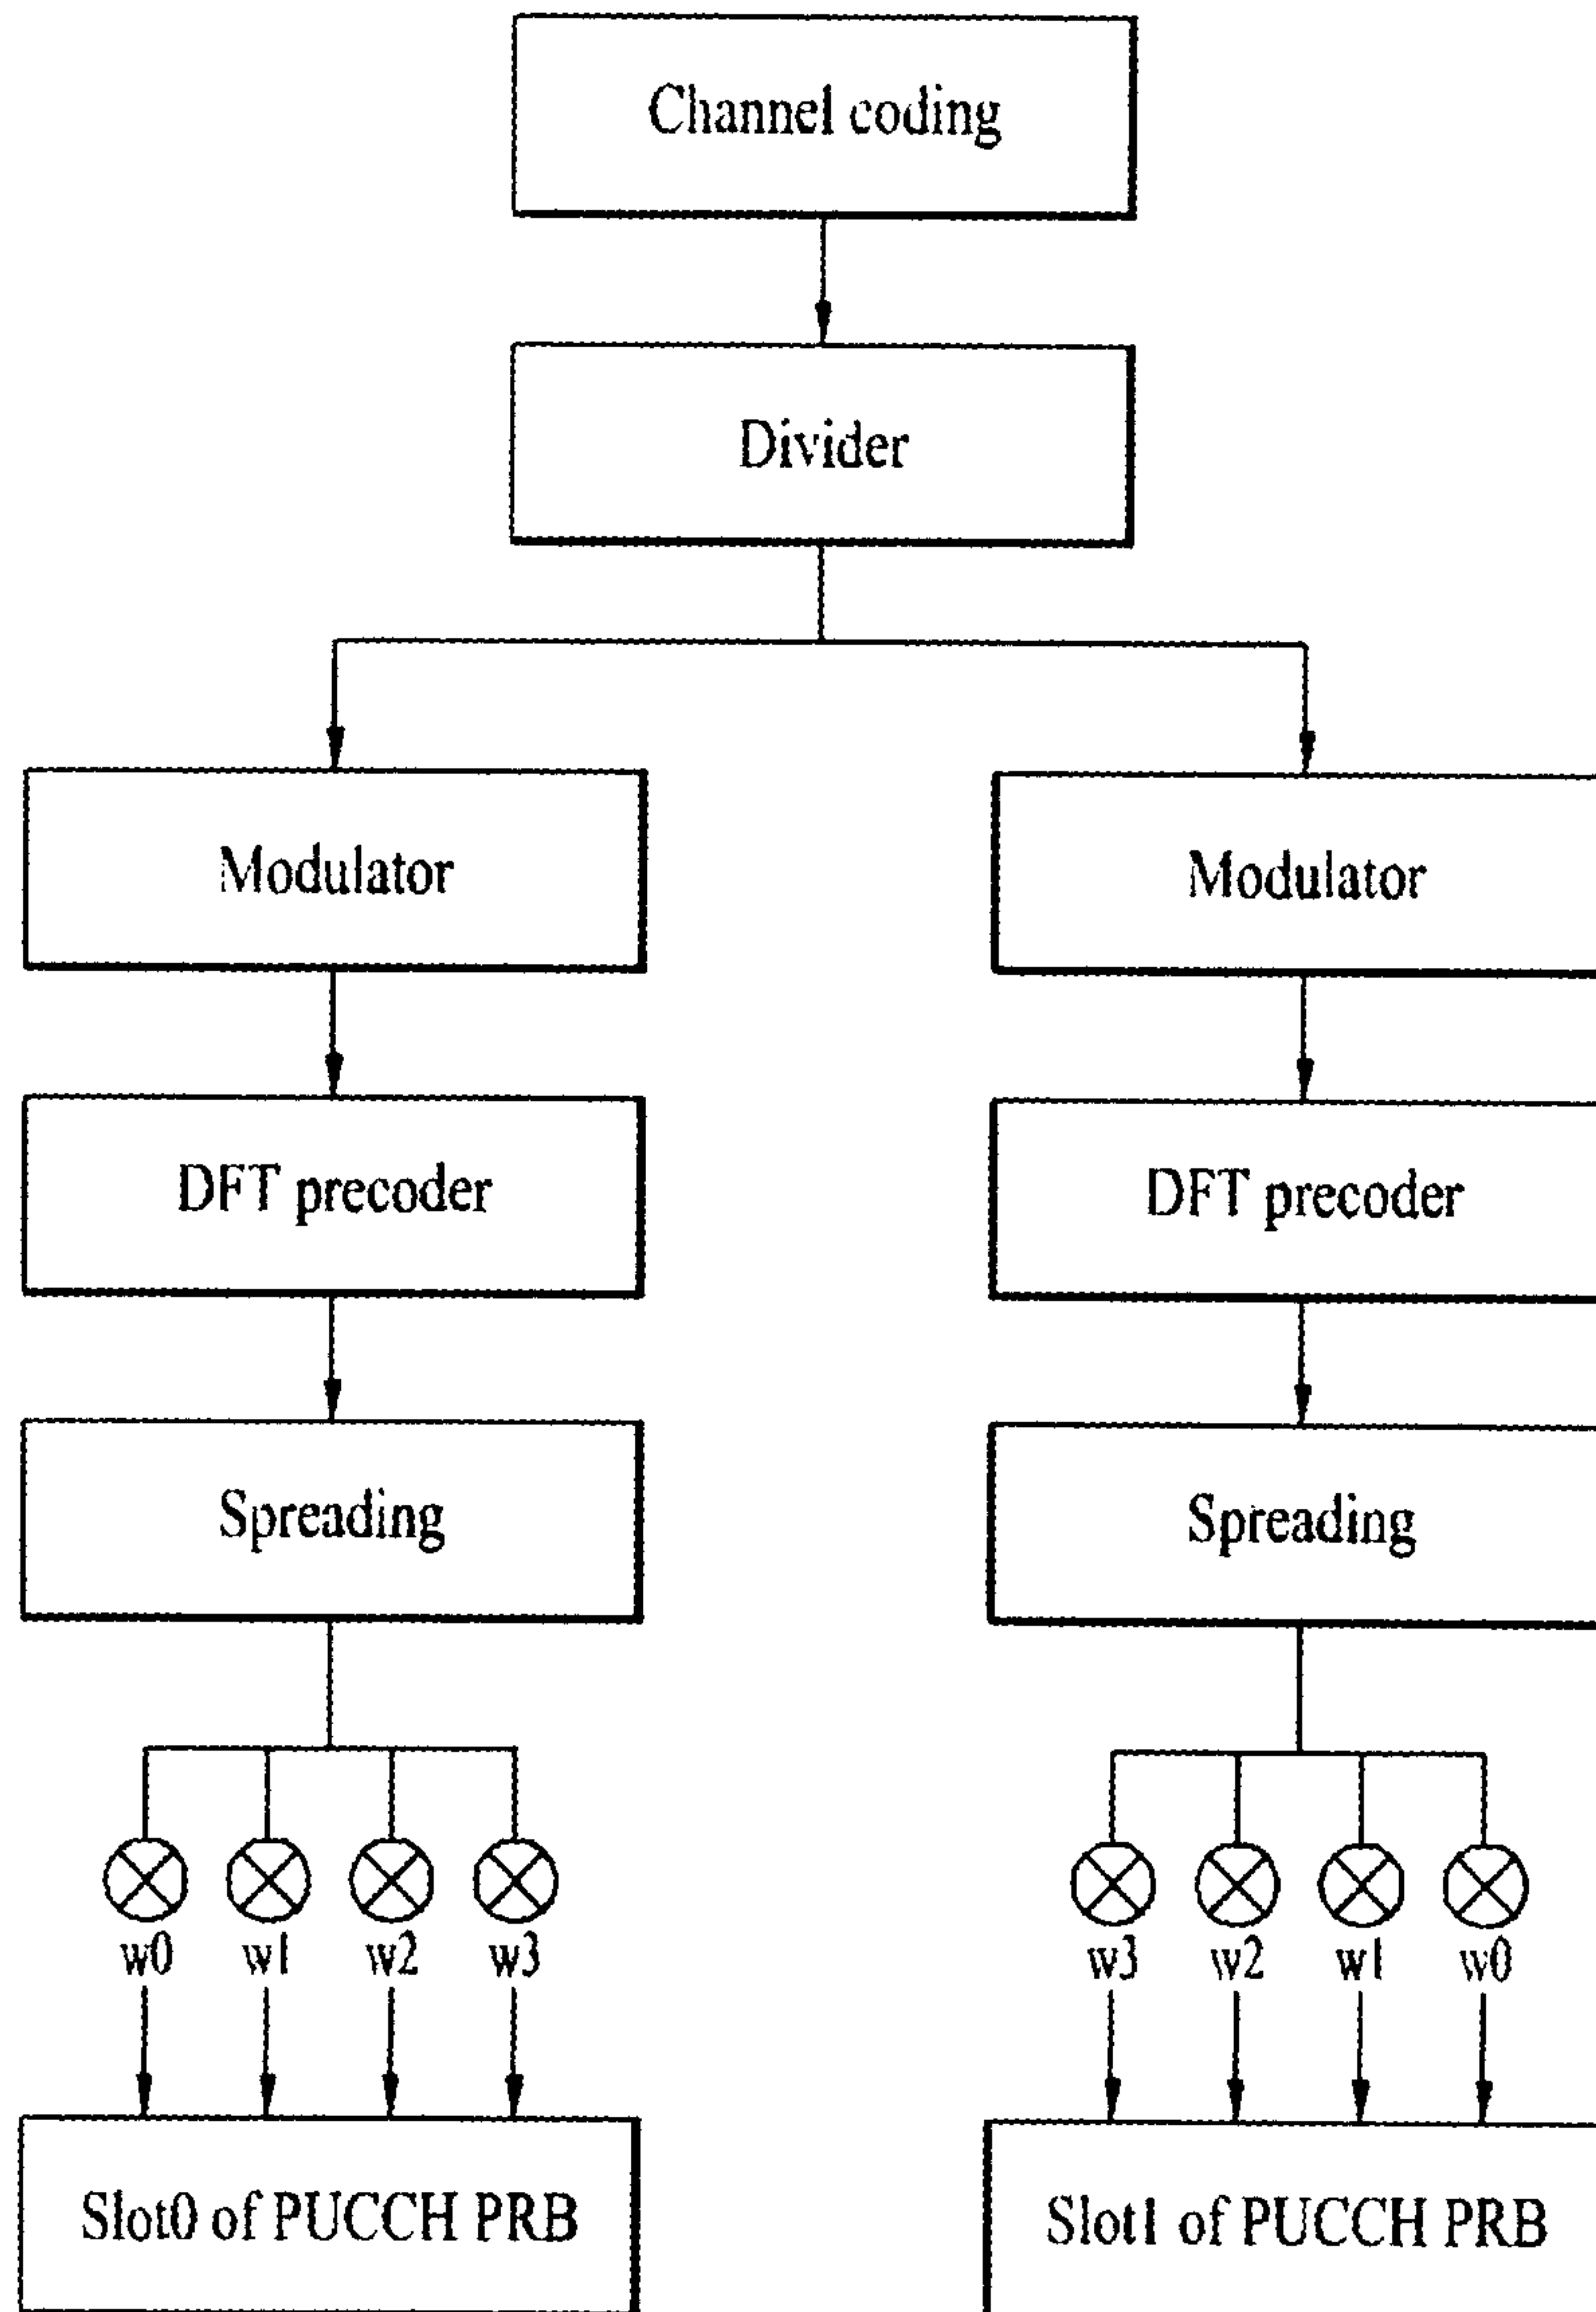 Channel coding
Divider
Modulator
Modulator
DFT precoder
DFT precoder
Spreading
Spreading
w0 w1 w2 w3
w3 w2 w1 w0
Slot0 of PUCCH PRB
Slot1 of PUCCH PRB